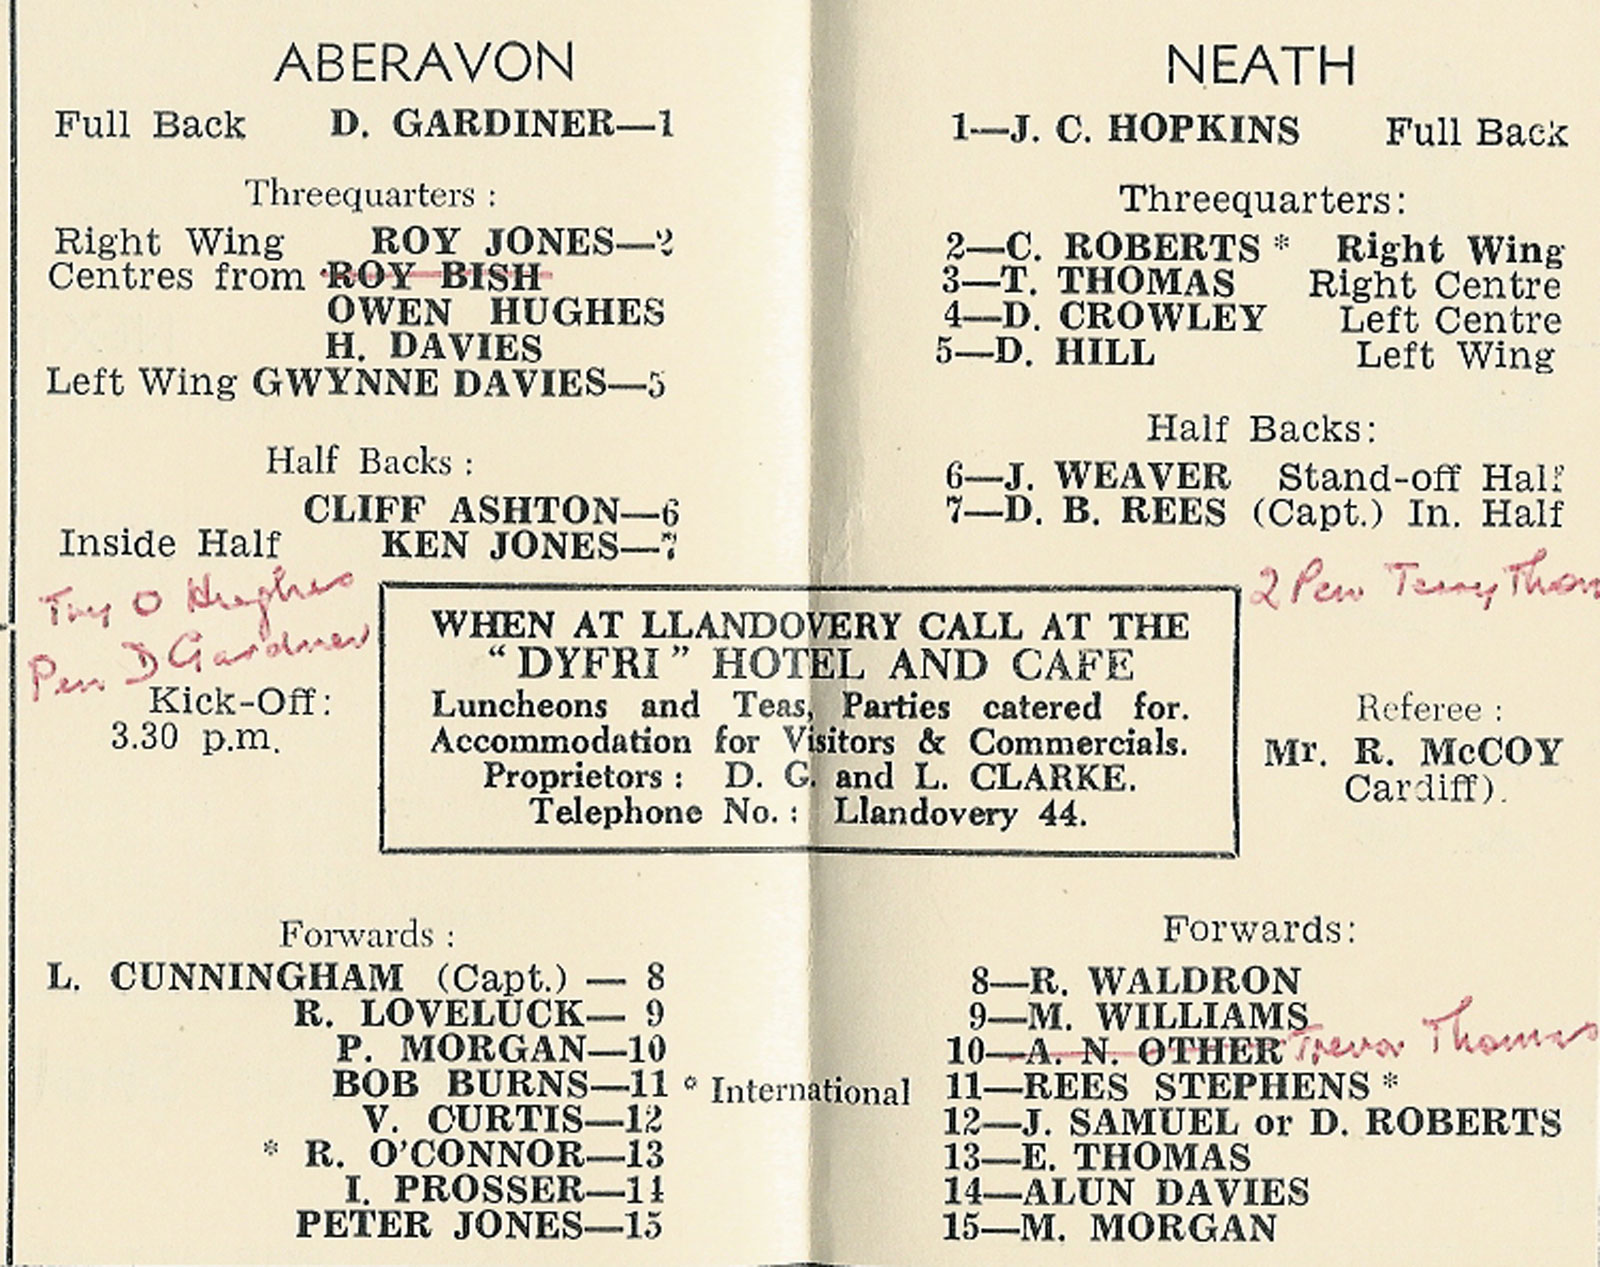 ABERAVON
Full Back D. GARDINER—1
Threequarters :
Right Wing ROY JONES—2
Centres from ROY BISH
OWEN HUGHES
H. DAVIES
Left Wing GWYNNE DAVIES—5
Half Backs :
CLIFF ASHTON—6
Inside Half KEN JONES—7
Try O Hughes
Pen D Gardner
Kick-Off:
3.30 p.m.
NEATH
1—J. C. HOPKINS Full Back
Threequarters:
2—C. ROBERTS * Right Wing
3—T. THOMAS Right Centre
4—D. CROWLEY Left Centre
5—D. HILL Left Wing
Half Backs:
6—J. WEAVER Stand-off Half
7—D. B. REES (Capt.) In. Half
2 Pen Terry Thom
Referee :
Mr. R. McCOY
Cardiff).
WHEN AT LLANDOVERY CALL AT THE
“DYFRI” HOTEL AND CAFE
Luncheons and Teas, Parties catered for.
Accommodation for Visitors & Commercials.
Proprietors : D. G. and L. CLARKE.
Telephone No. : Llandovery 44.
Forwards :
L. CUNNINGHAM (Capt.) — 8
R. LOVELUCK— 9
P. MORGAN—10
BOB BURNS—11
V. CURTIS—12
* R. O'CONNOR—13
I. PROSSER—14
PETER JONES—15
* International
Forwards:
8—R. WALDRON
9—M. WILLIAMS
10—A. N. OTHER Trevor Thomas
11—REES STEPHENS *
12—J. SAMUEL or D. ROBERTS
13—E. THOMAS
14—ALUN DAVIES
15—M. MORGAN